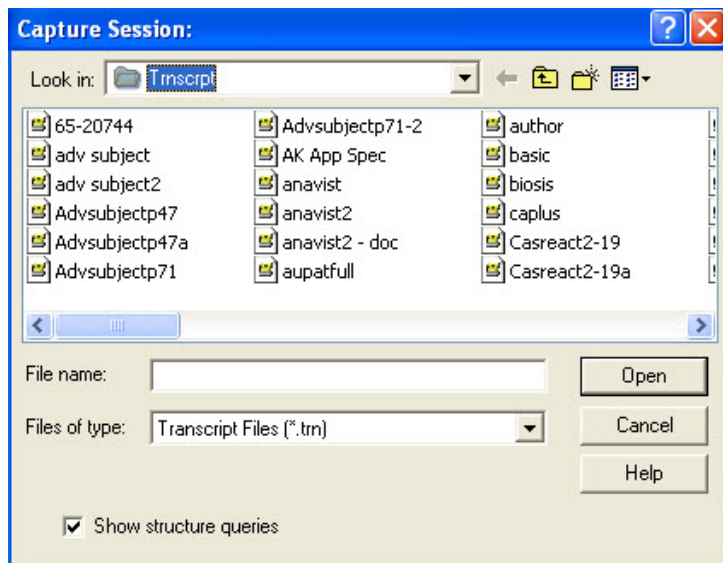 Capture Session:
Look in: Trnscrpt
65-20744 Advsubjectp71-2 author
adv subject AK App Spec basic
adv subject2 anavist biosis
Advsubjectp47 anavist2 caplus
Advsubjectp47a anavist2 - doc Casreact2-19
Advsubjectp71 aupatfull Casreact2-19a
File name: Open
Files of type: Transcript Files (*.trn) Cancel
Help
Show structure queries